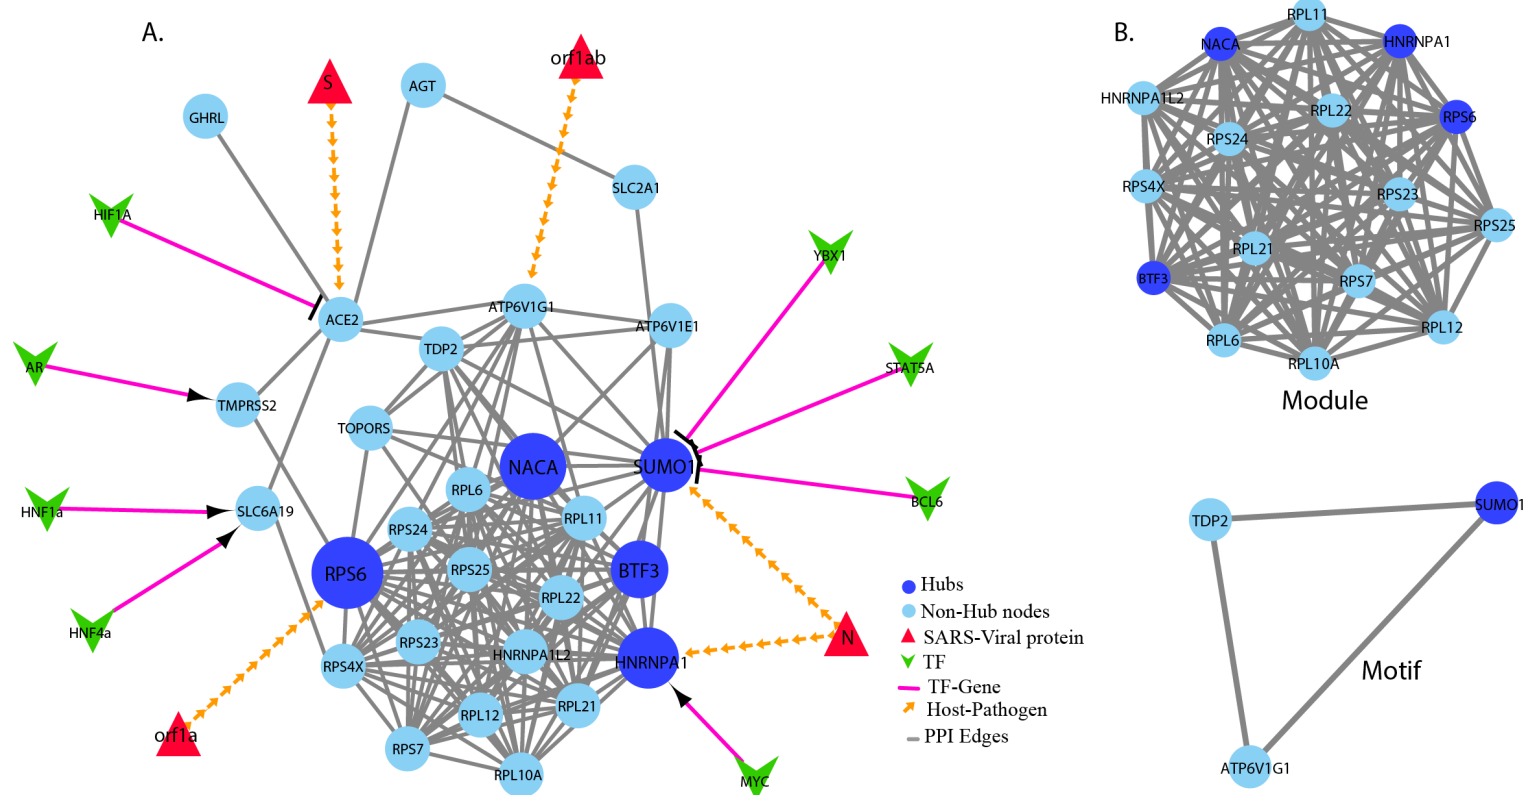 A.
S
orf1ab
AGT
GHRL
SLC2A1
HIF1A
YBX1
ACE2
ATP6V1G1
ATP6V1E1
TDP2
AR
STAT5A
TMPRSS2
TOPORS
NACA
SUMO1
RPL6
HNF1a
SLC6A19
RPL11
BCL6
RPS24
RPS6
RPS25
BTF3
RPL22
HNF4a
RPS23
HNRNPA1L2
N
RPS4X
HNRNPA1
RPL21
RPL12
orf1a
RPS7
RPL10A
MYC
Hubs
Non-Hub nodes
SARS-Viral protein
TF
TF-Gene
Host-Pathogen
PPI Edges
B.
RPL11
NACA
HNRNPA1
HNRNPA1L2
RPL22
RPS6
RPS24
RPS4X
RPS23
RPS25
RPL21
BTF3
RPS7
RPL12
RPL6
RPL10A
Module
SUMO1
TDP2
Motif
ATP6V1G1